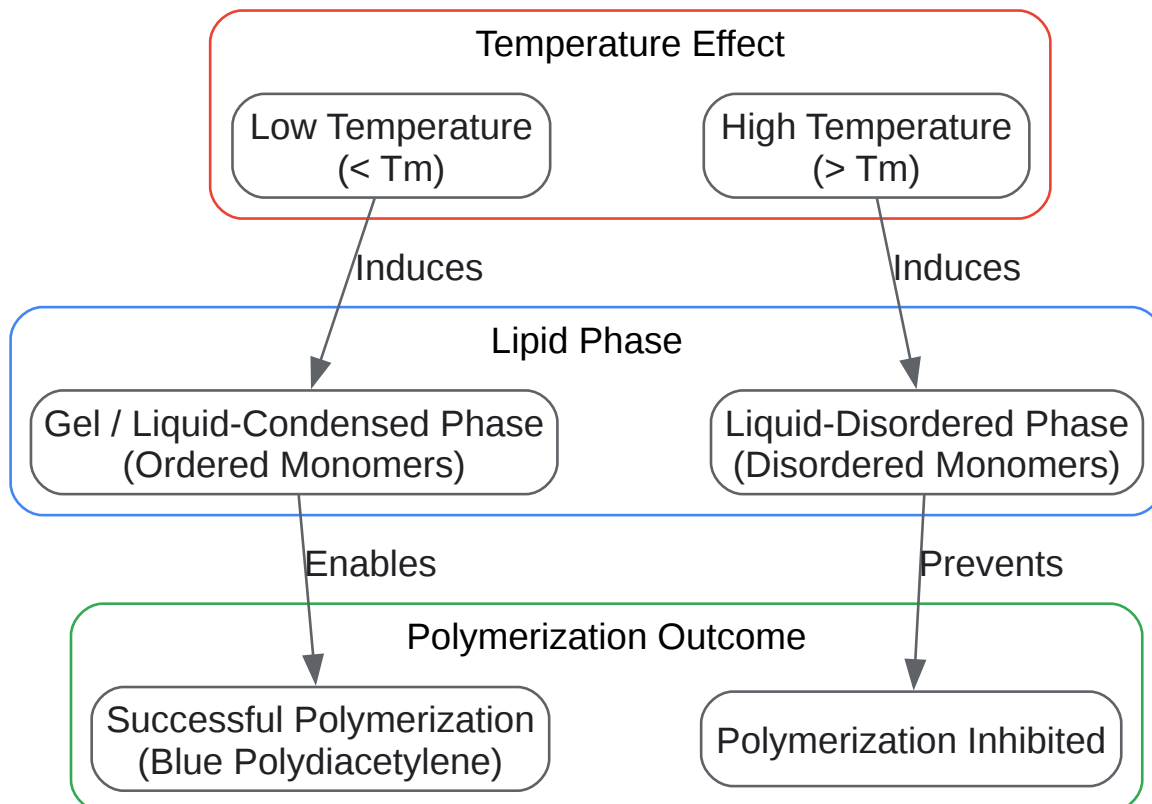 Temperature Effect
Low Temperature
(< Tm)
High Temperature
(> Tm)
Induces
Induces
Lipid Phase
Gel / Liquid-Condensed Phase
(Ordered Monomers)
Liquid-Disordered Phase
(Disordered Monomers)
Enables
Prevents
Polymerization Outcome
Successful Polymerization
(Blue Polydiacetylene)
Polymerization Inhibited